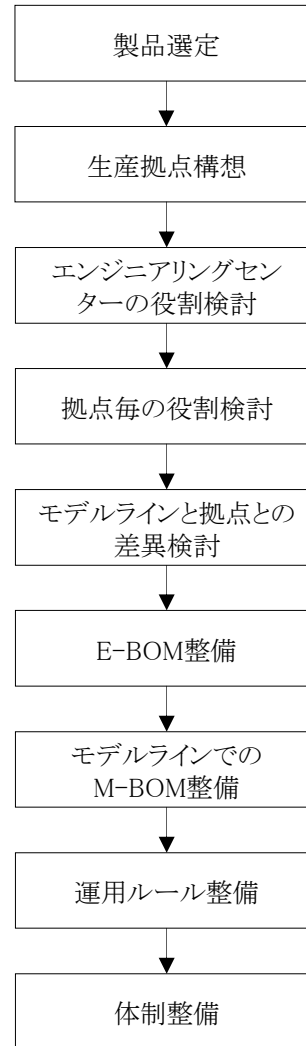 製品選定
生産拠点構想
エンジニアリングセン
ターの役割検討
拠点毎の役割検討
モデルラインと拠点との
差異検討
E-BOM整備
モデルラインでの
M-BOM整備
運用ルール整備
体制整備